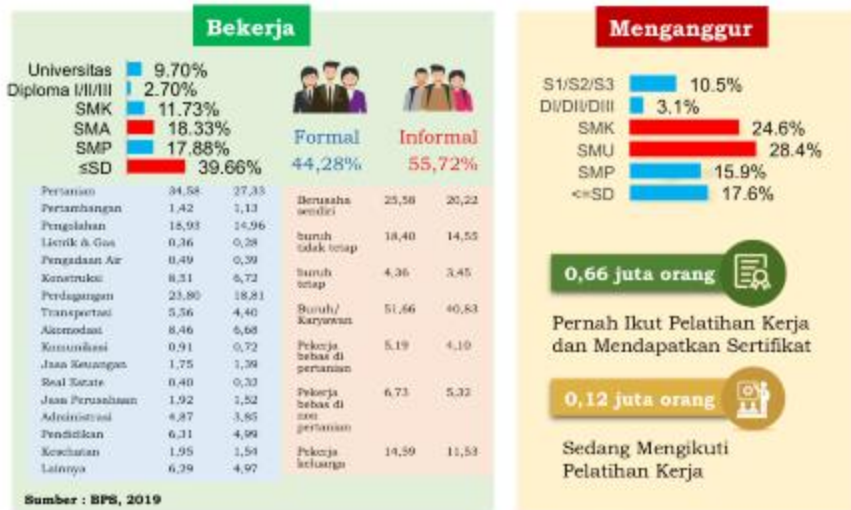 Bekerja
Universitas 9.70%
Diploma I/II/III 2.70%
SMK 11.73%
SMA 18.33%
SMP 17.88%
≤SD 39.66%
Formal
44,28%
Informal
55,72%
Pertanian 34,58 27,33
Pertambangan 1,42 1,13
Pengolahan 18,93 14,96
Listrik & Gas 0,36 0,28
Pengadaan Air 0,49 0,39
Konstruksi 8,51 6,72
Perdagangan 23,80 18,81
Transportasi 5,56 4,40
Akomodasi 8,46 6,68
Komunikasi 0,91 0,72
Jasa Keuangan 1,75 1,39
Real Estate 0,40 0,32
Jasa Perusahaan 1,92 1,52
Administrasi 4,87 3,85
Pendidikan 6,31 4,99
Kesehatan 1,95 1,54
Lainnya 6,29 4,97
Berusaha 25,58 20,22
sendiri
buruh 18,40 14,55
tidak tetap
buruh 4,36 3,45
tetap
Buruh/ 51,66 40,83
Karyawan
Pekerja 5,19 4,10
bebas di
pertanian
Pekerja 6,73 5,32
bebas di
non
pertanian
Pekerja 14,59 11,53
keluarga
Sumber : BPS, 2019
Menganggur
S1/S2/S3 10.5%
DI/DII/DIII 3.1%
SMK 24.6%
SMU 28.4%
SMP 15.9%
<=SD 17.6%
0,66 juta orang
Pernah Ikut Pelatihan Kerja
dan Mendapatkan Sertifikat
0,12 juta orang
Sedang Mengikuti
Pelatihan Kerja